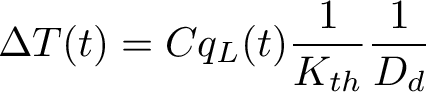 ΔT(t) = Cq_L(t) \frac{1}{K_{th}} \frac{1}{D_d}